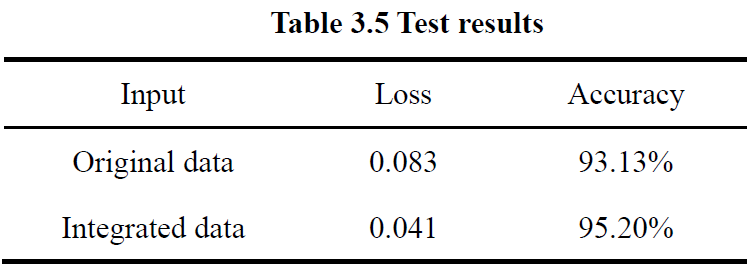 Table 3.5 Test results
Input Loss Accuracy
Original data 0.083 93.13%
Integrated data 0.041 95.20%